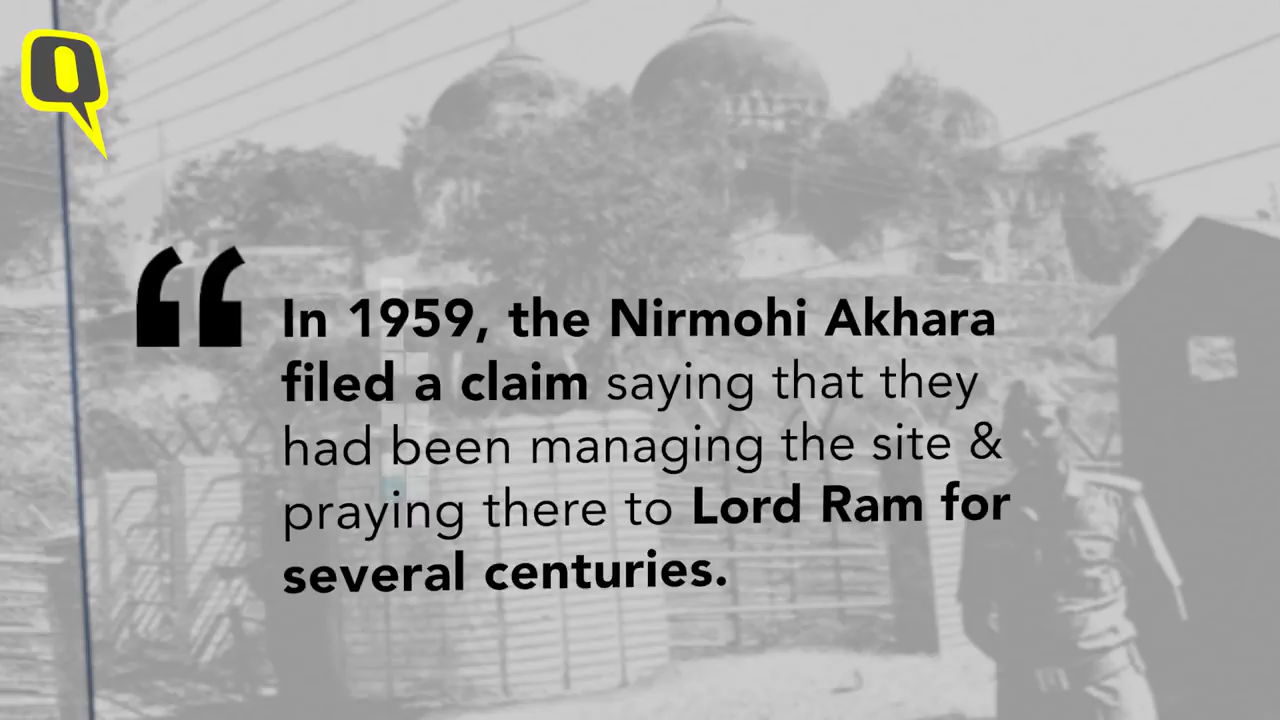 Q
“
In 1959, the Nirmohi Akhara
filed a claim saying that they
had been managing the site &
praying there to Lord Ram for
several centuries.